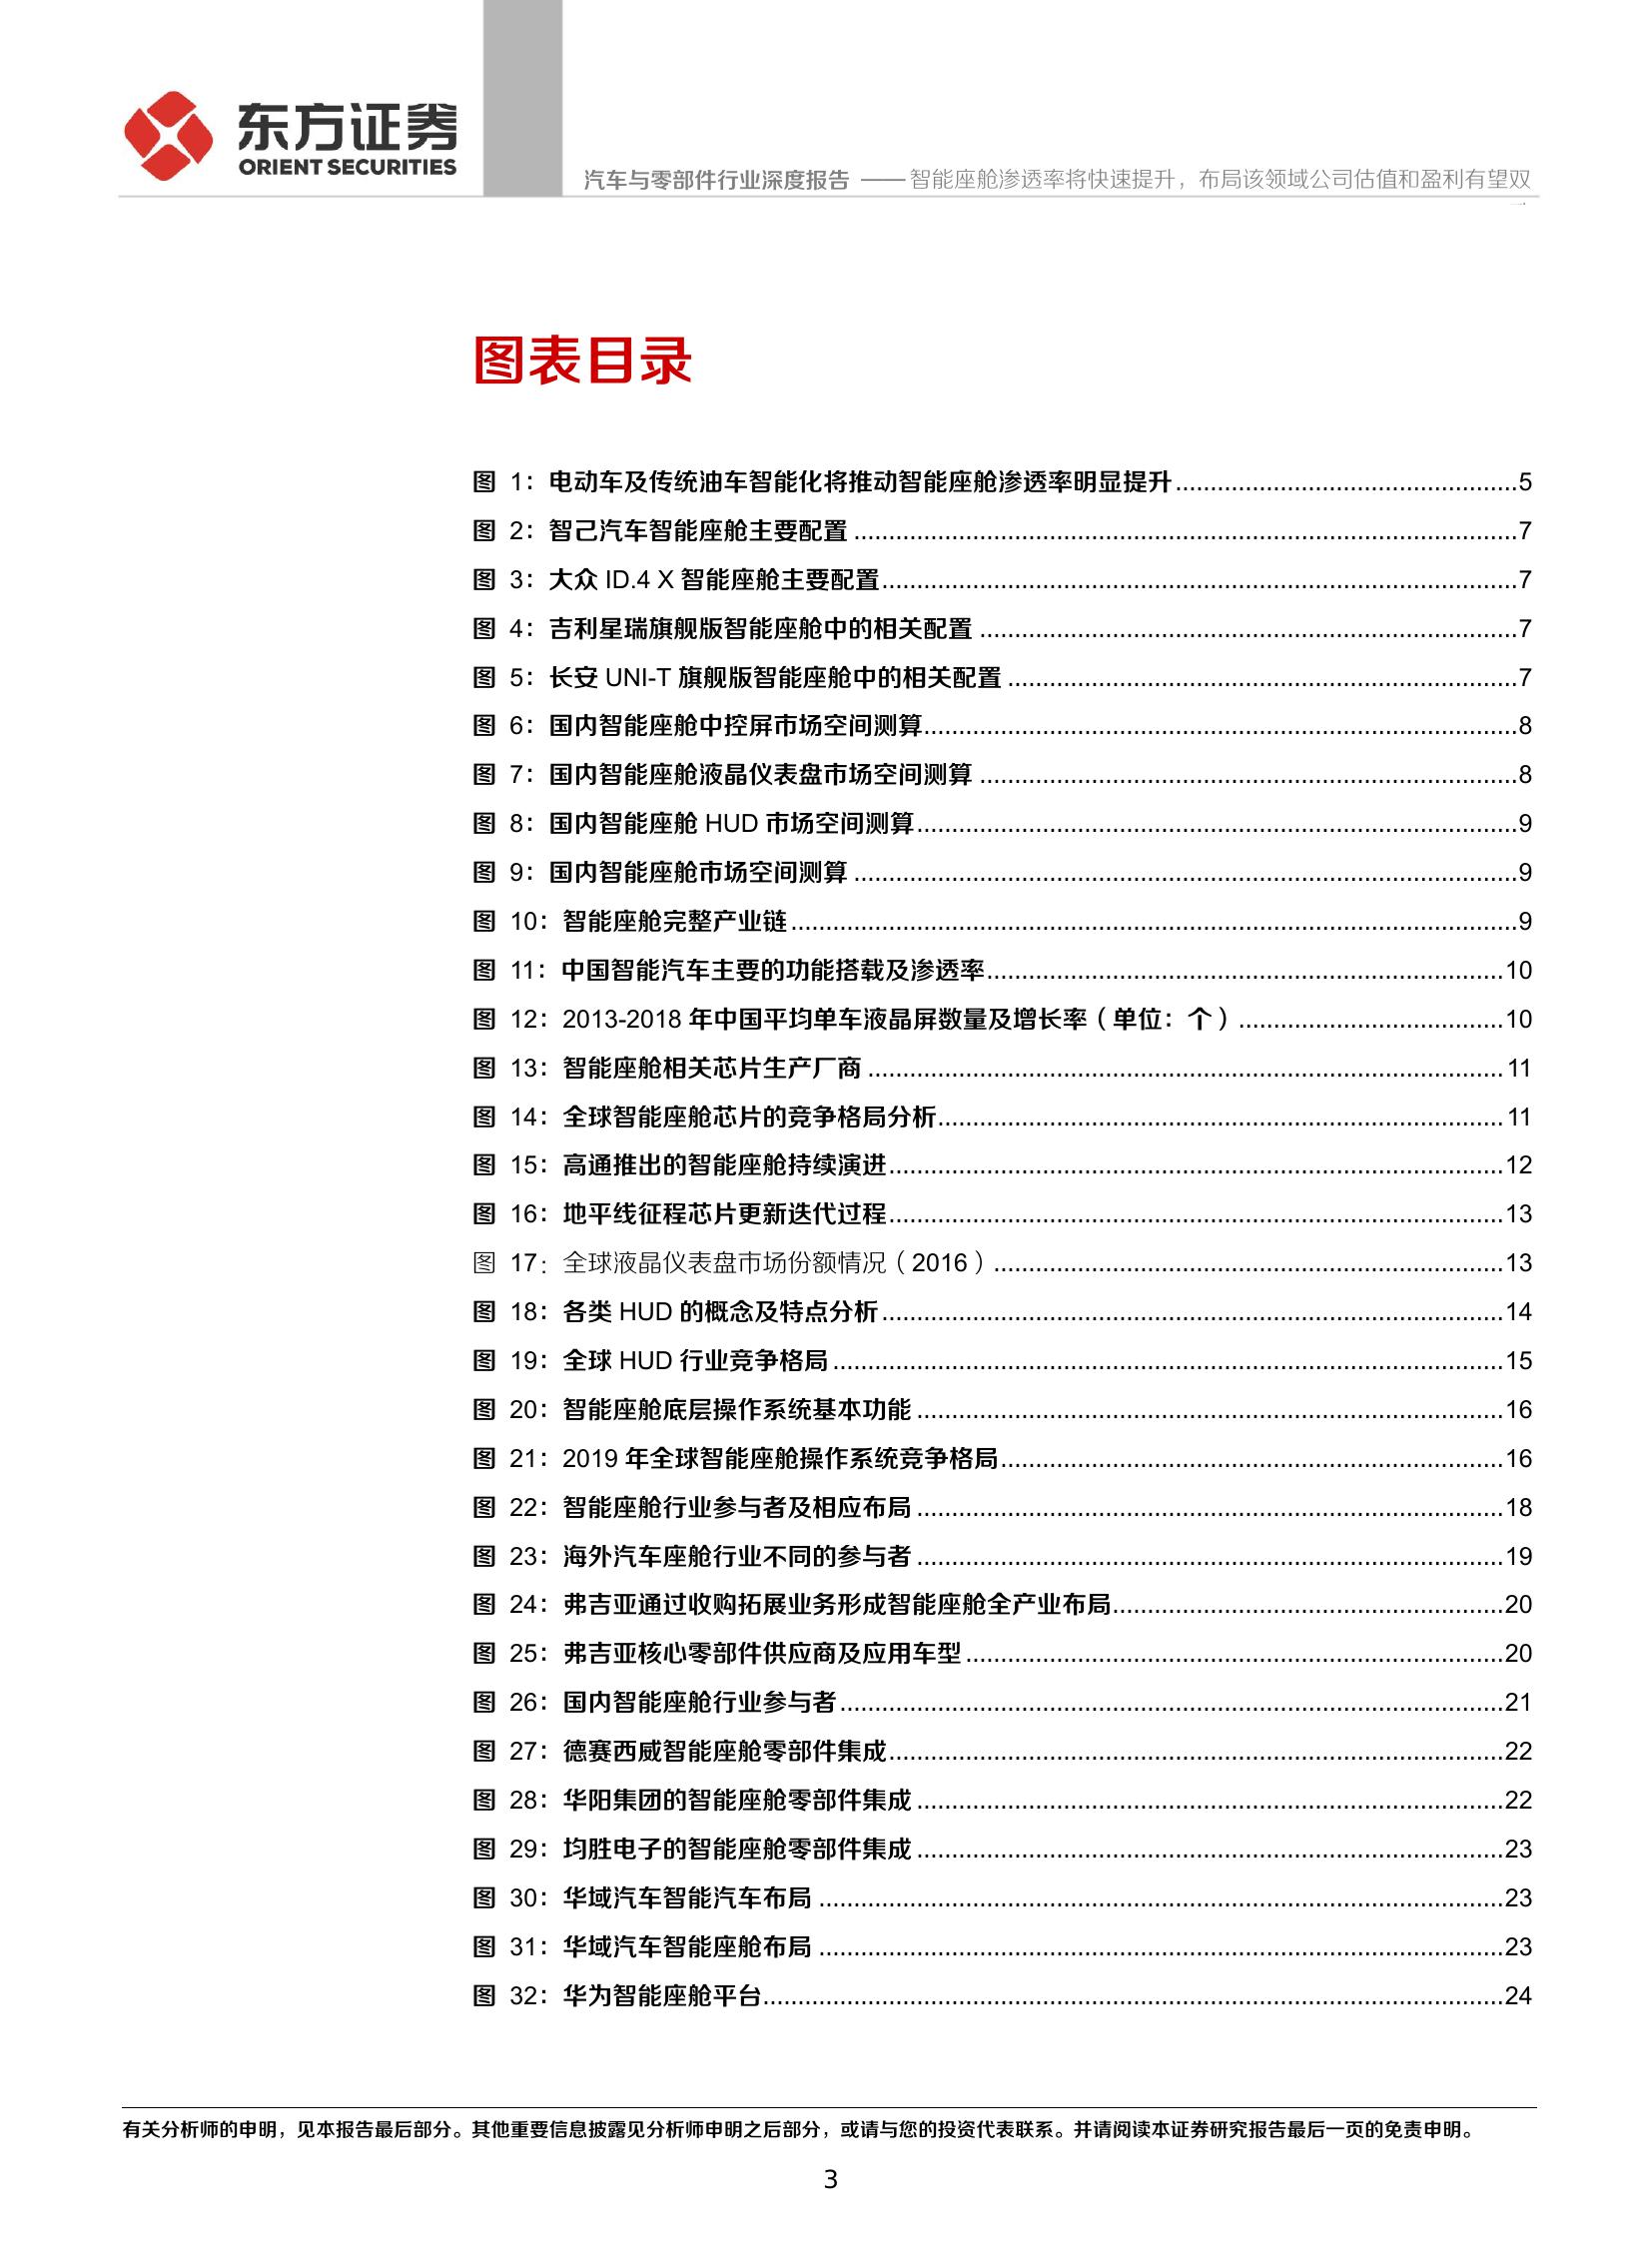 东方证券
ORIENT SECURITIES
汽车与零部件行业深度报告 —— 智能座舱渗透率将快速提升，布局该领域公司估值和盈利有望双
图表目录
图 1：电动车及传统油车智能化将推动智能座舱渗透率明显提升................................................5
图 2：智己汽车智能座舱主要配置 ................................................7
图 3：大众 ID.4 X 智能座舱主要配置................................................7
图 4：吉利星瑞旗舰版智能座舱中的相关配置 ................................................7
图 5：长安 UNI-T 旗舰版智能座舱中的相关配置 ................................................7
图 6：国内智能座舱中控屏市场空间测算................................................8
图 7：国内智能座舱液晶仪表盘市场空间测算 ................................................8
图 8：国内智能座舱 HUD 市场空间测算................................................9
图 9：国内智能座舱市场空间测算 ................................................9
图 10：智能座舱完整产业链................................................9
图 11：中国智能汽车主要的功能搭载及渗透率................................................10
图 12：2013-2018 年中国平均单车液晶屏数量及增长率（单位：个）................................................10
图 13：智能座舱相关芯片生产厂商 ................................................11
图 14：全球智能座舱芯片的竞争格局分析................................................11
图 15：高通推出的智能座舱持续演进................................................12
图 16：地平线征程芯片更新迭代过程................................................13
图 17：全球液晶仪表盘市场份额情况（2016）................................................13
图 18：各类 HUD 的概念及特点分析................................................14
图 19：全球 HUD 行业竞争格局................................................15
图 20：智能座舱底层操作系统基本功能 ................................................16
图 21：2019 年全球智能座舱操作系统竞争格局................................................16
图 22：智能座舱行业参与者及相应布局 ................................................18
图 23：海外汽车座舱行业不同的参与者 ................................................19
图 24：弗吉亚通过收购拓展业务形成智能座舱全产业布局................................................20
图 25：弗吉亚核心零部件供应商及应用车型 ................................................20
图 26：国内智能座舱行业参与者................................................21
图 27：德赛西威智能座舱零部件集成................................................22
图 28：华阳集团的智能座舱零部件集成 ................................................22
图 29：均胜电子的智能座舱零部件集成 ................................................23
图 30：华域汽车智能汽车布局 ................................................23
图 31：华域汽车智能座舱布局 ................................................23
图 32：华为智能座舱平台................................................24
有关分析师的申明，见本报告最后部分。其他重要信息披露见分析师申明之后部分，或请与您的投资代表联系。并请阅读本证券研究报告最后一页的免责申明。
3